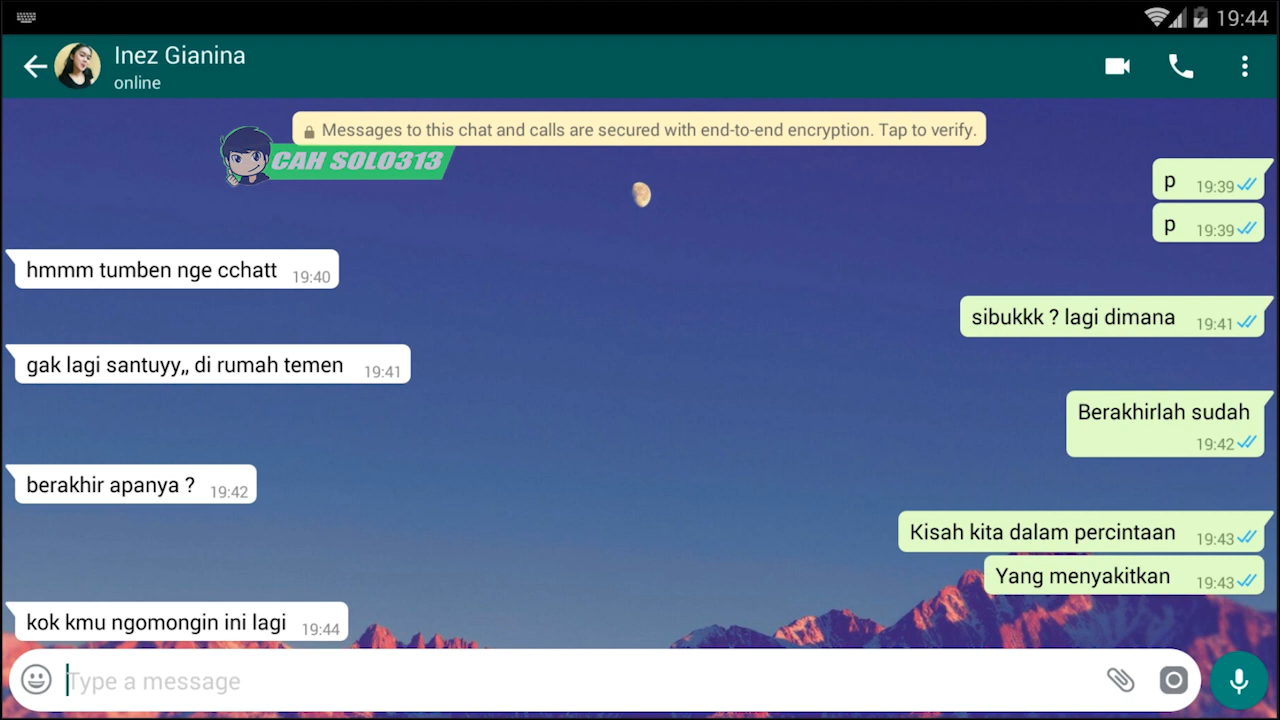 19:44
Inez Gianina
online
Messages to this chat and calls are secured with end-to-end encryption. Tap to verify.
CAH SOLO313
p 19:39
p 19:39
hmmm tumben nge cchatt 19:40
sibukkk ? lagi dimana 19:41
gak lagi santuyy,, di rumah temen 19:41
Berakhirlah sudah
19:42
berakhir apanya ? 19:42
Kisah kita dalam percintaan 19:43
Yang menyakitkan 19:43
kok kmu ngomongin ini lagi 19:44
Type a message